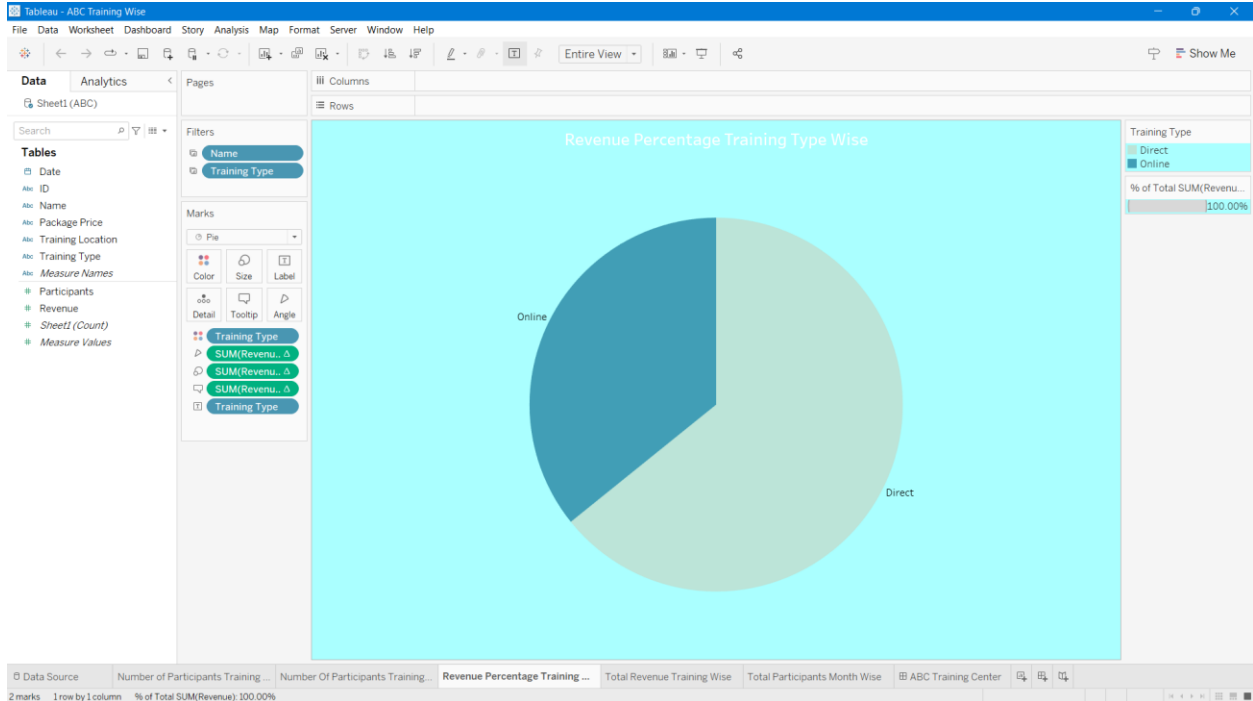 Tableau - ABC Training Wise
File Data Worksheet Dashboard Story Analysis Map Format Server Window Help
Entire View
Show Me
Data Analytics
Sheet1 (ABC)
Search
Tables
Date
Abc ID
Abc Name
Abc Package Price
Abc Training Location
Abc Training Type
Abc Measure Names
# Participants
# Revenue
# Sheet1 (Count)
# Measure Values
Pages
Filters
Name
Training Type
Marks
Pie
Color Size Label
Detail Tooltip Angle
Training Type
SUM(Revenu..
SUM(Revenu..
SUM(Revenu..
Training Type
Columns
Rows
Revenue Percentage Training Type Wise
Online
Direct
Training Type
Direct
Online
% of Total SUM(Revenu...
100.00%
Data Source Number of Participants Training ... Number Of Participants Training... Revenue Percentage Training ... Total Revenue Training Wise Total Participants Month Wise ABC Training Center
2 marks 1 row by 1 column % of Total SUM(Revenue): 100.00%